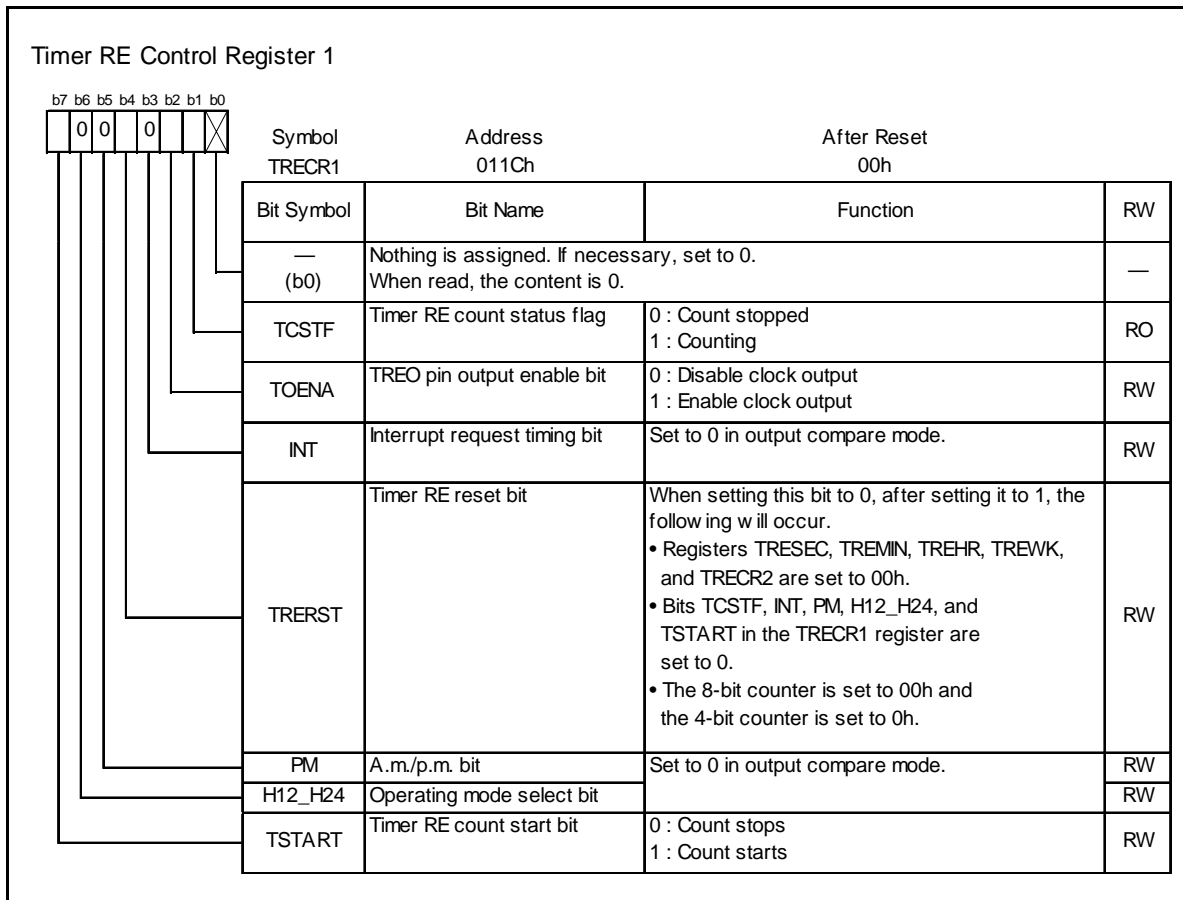 Timer RE Control Register 1
b7 b6 b5 b4 b3 b2 b1 b0
0 0 0
Symbol Address After Reset
TRECR1 011Ch 00h
Bit Symbol Bit Name Function RW
— Nothing is assigned. If necessary, set to 0. —
(b0) When read, the content is 0.
TCSTF Timer RE count status flag 0 : Count stopped RO
1 : Counting
TOENA TREO pin output enable bit 0 : Disable clock output RW
1 : Enable clock output
INT Interrupt request timing bit Set to 0 in output compare mode. RW
TRERST Timer RE reset bit When setting this bit to 0, after setting it to 1, the RW
following will occur.
• Registers TRESEC, TREMIN, TREHR, TREWK,
and TRECR2 are set to 00h.
• Bits TCSTF, INT, PM, H12_H24, and
TSTART in the TRECR1 register are
set to 0.
• The 8-bit counter is set to 00h and
the 4-bit counter is set to 0h.
PM A.m./p.m. bit Set to 0 in output compare mode. RW
H12_H24 Operating mode select bit RW
TSTART Timer RE count start bit 0 : Count stops RW
1 : Count starts